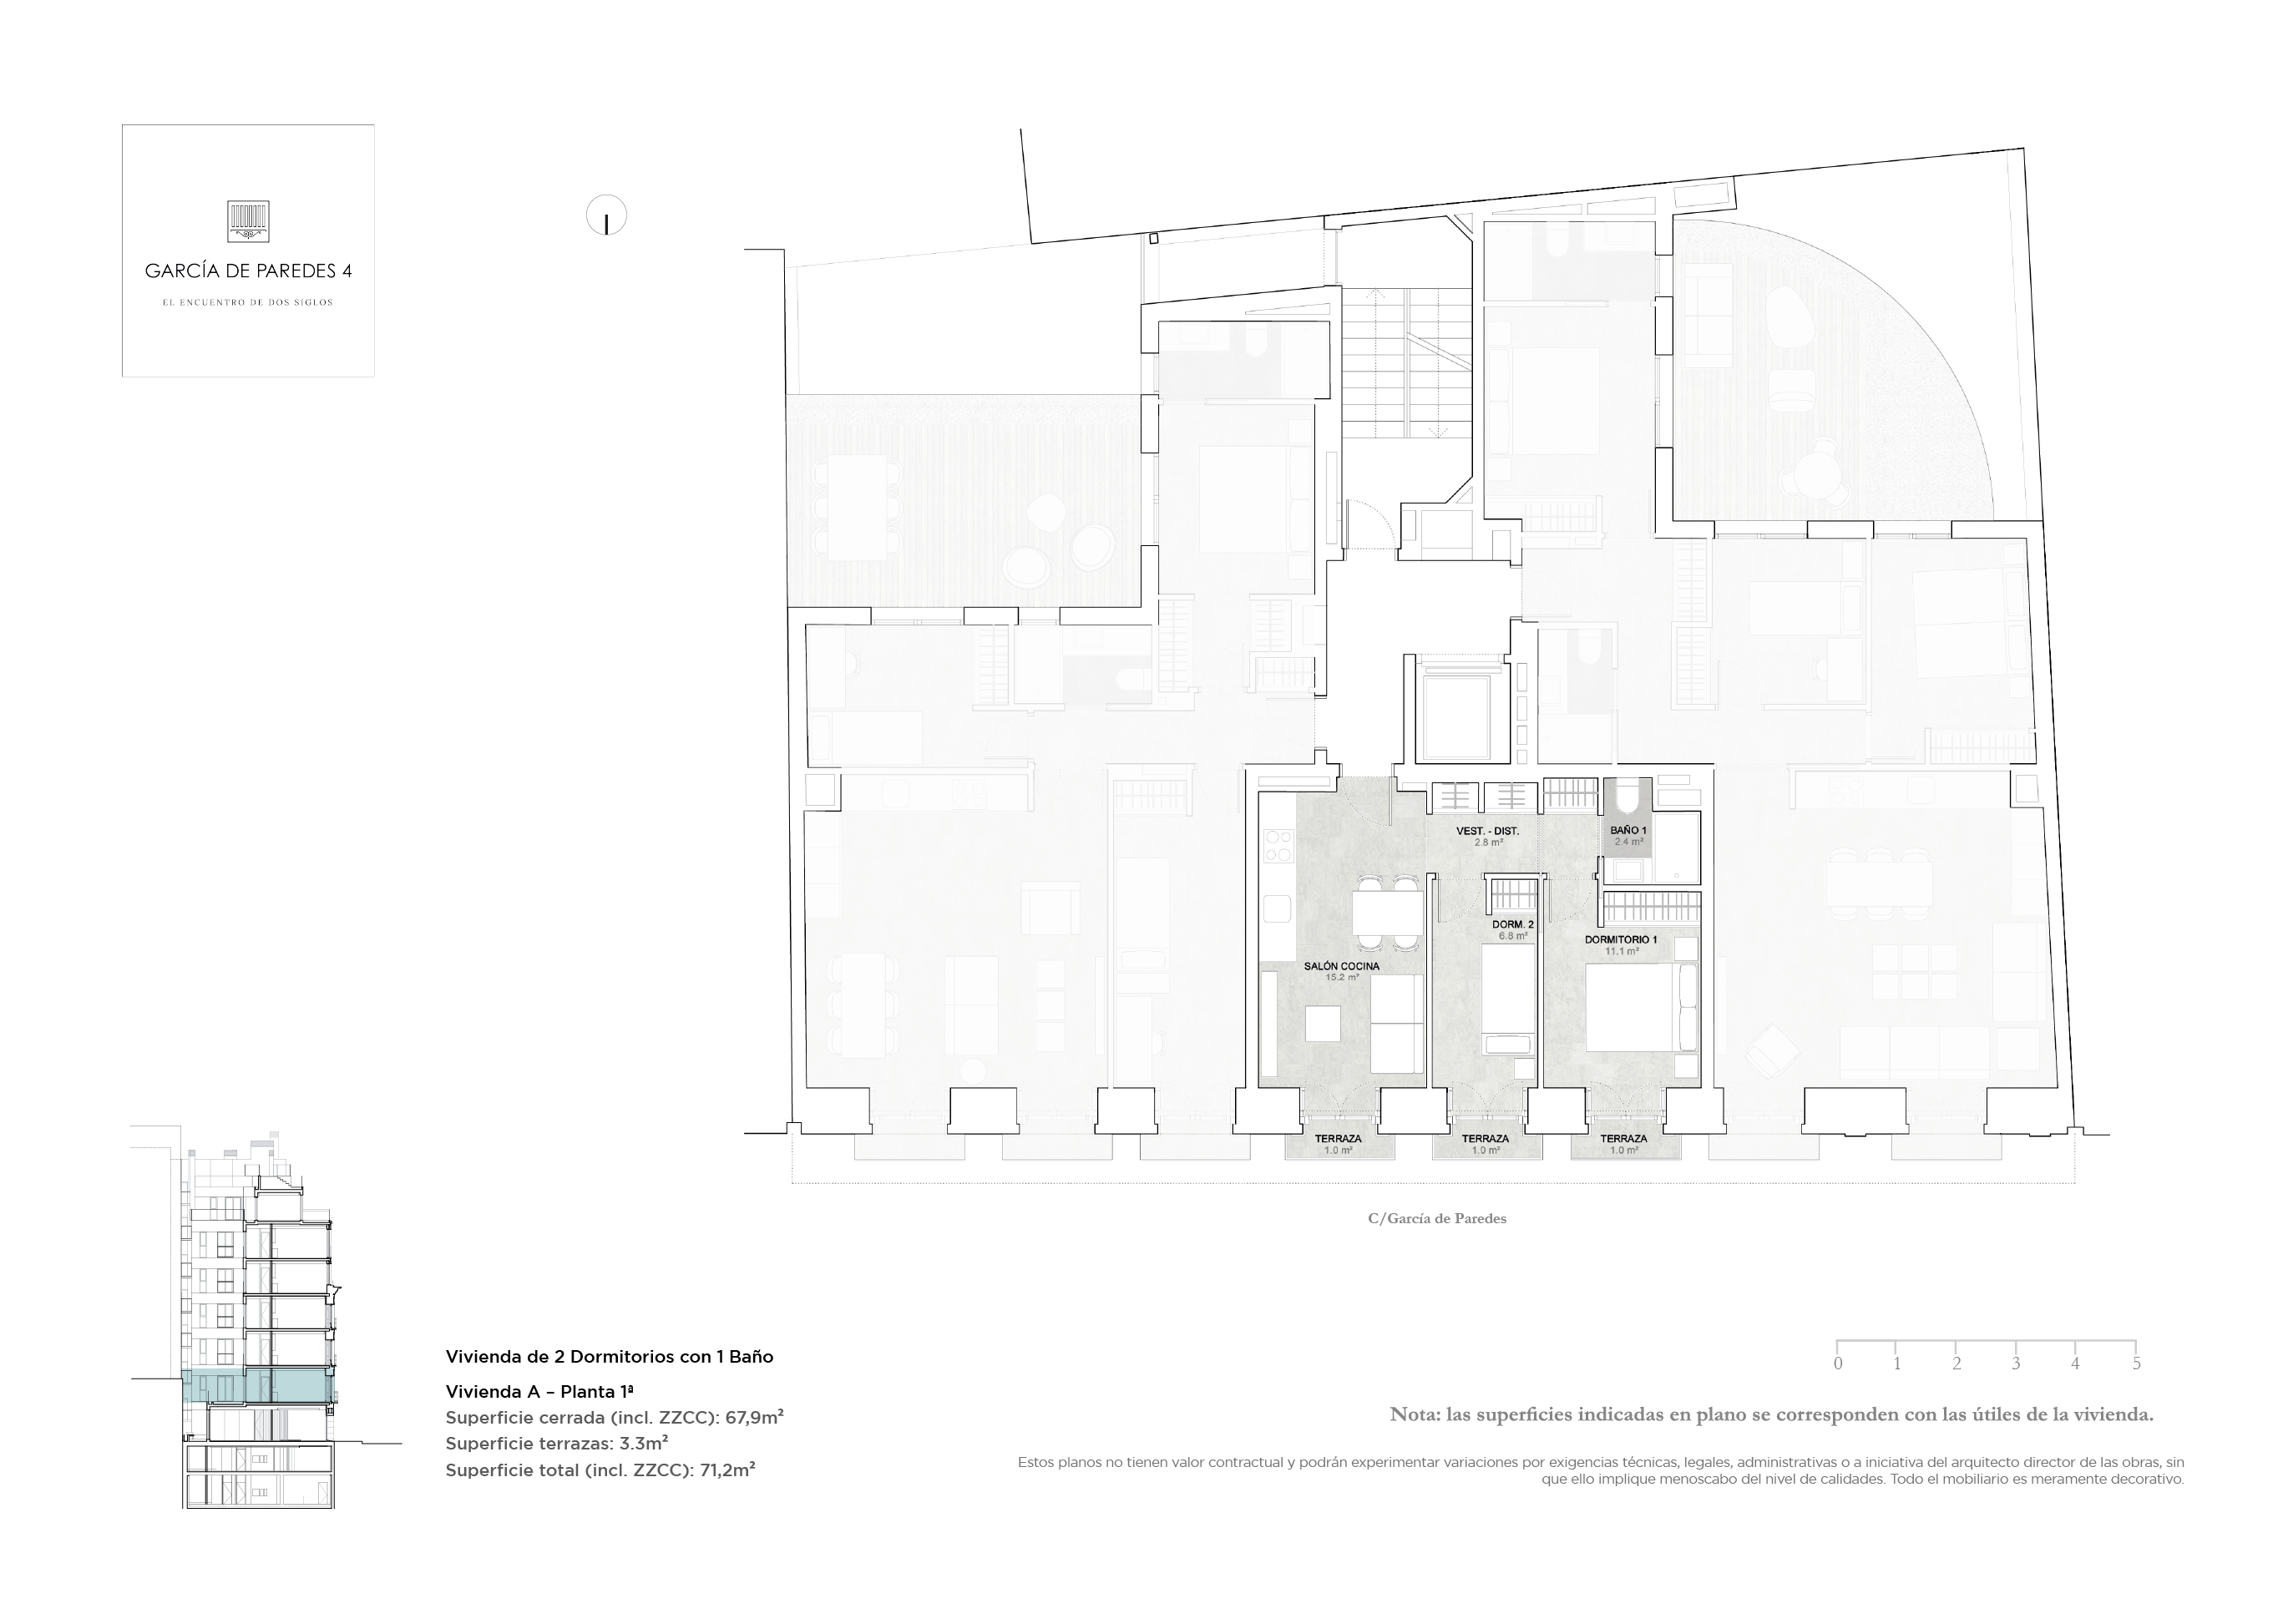 GARCÍA DE PAREDES 4
EL ENCUENTRO DE DOS SIGLOS
VEST. - DIST.
2.8 m²
BAÑO 1
2.4 m²
DORM. 2
6.8 m²
DORMITORIO 1
11.1 m²
SALÓN COCINA
15.2 m²
TERRAZA
1.0 m²
TERRAZA
1.0 m²
TERRAZA
1.0 m²
C/García de Paredes
Vivienda de 2 Dormitorios con 1 Baño
Vivienda A – Planta 1ª
Superficie cerrada (incl. ZZCC): 67,9m²
Superficie terrazas: 3.3m²
Superficie total (incl. ZZCC): 71,2m²
0 1 2 3 4 5
Nota: las superficies indicadas en plano se corresponden con las útiles de la vivienda.
Estos planos no tienen valor contractual y podrán experimentar variaciones por exigencias técnicas, legales, administrativas o a iniciativa del arquitecto director de las obras, sin
que ello implique menoscabo del nivel de calidades. Todo el mobiliario es meramente decorativo.